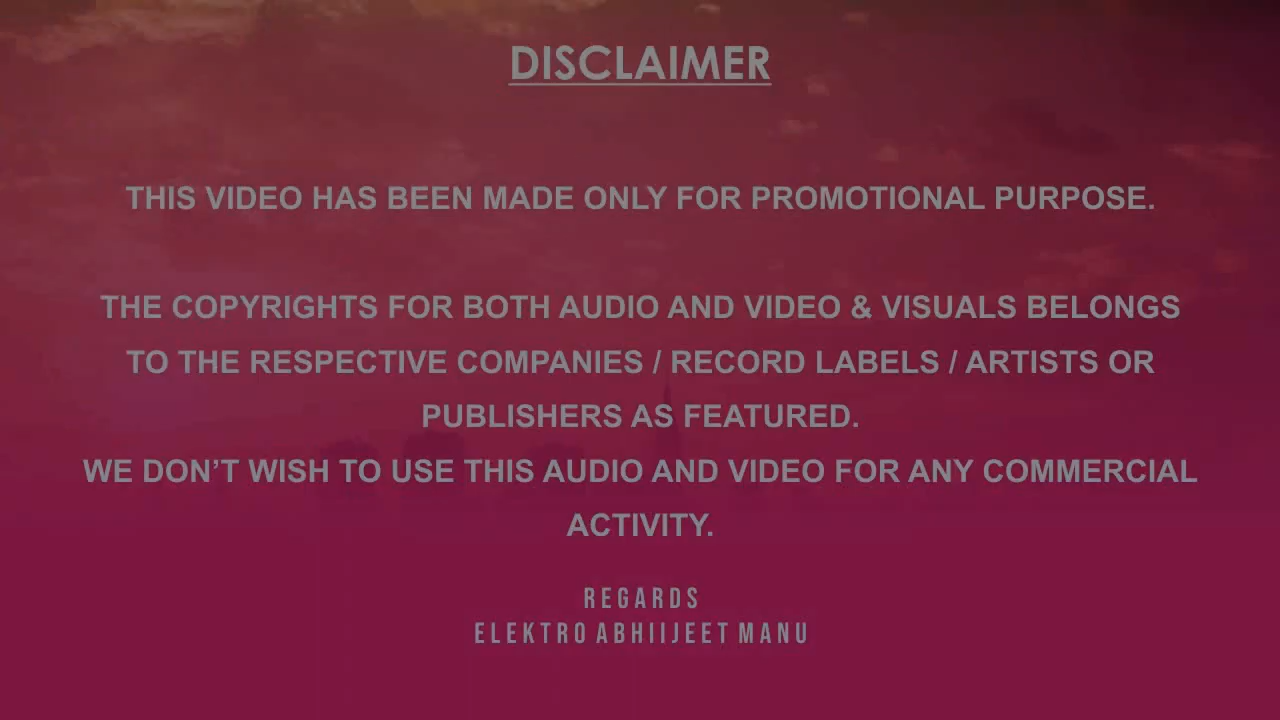 DISCLAIMER
THIS VIDEO HAS BEEN MADE ONLY FOR PROMOTIONAL PURPOSE.
THE COPYRIGHTS FOR BOTH AUDIO AND VIDEO & VISUALS BELONGS
TO THE RESPECTIVE COMPANIES / RECORD LABELS / ARTISTS OR
PUBLISHERS AS FEATURED.
WE DON’T WISH TO USE THIS AUDIO AND VIDEO FOR ANY COMMERCIAL
ACTIVITY.
REGARDS
ELEKTRO ABHIIJEET MANU